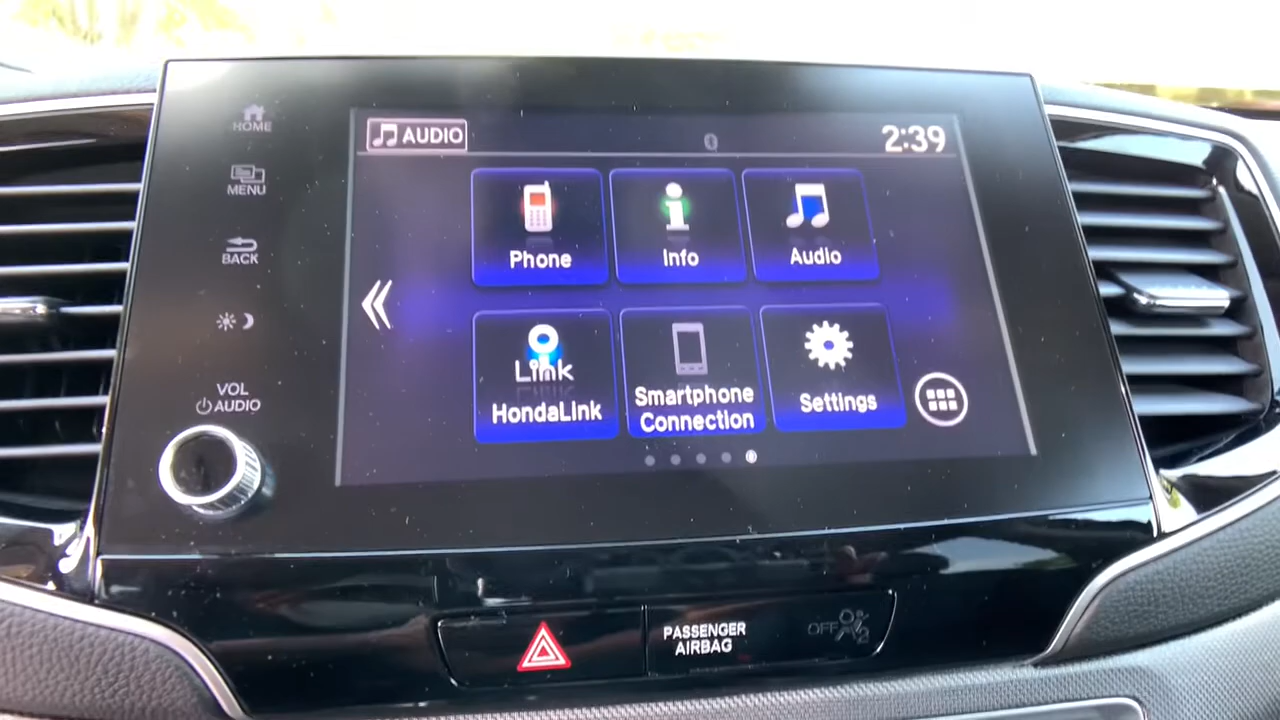 AUDIO
2:39
HOME
MENU
BACK
VOL
AUDIO
Phone
Info
Audio
Link
HondaLink
Smartphone
Connection
Settings
PASSENGER
AIRBAG
OFF
2